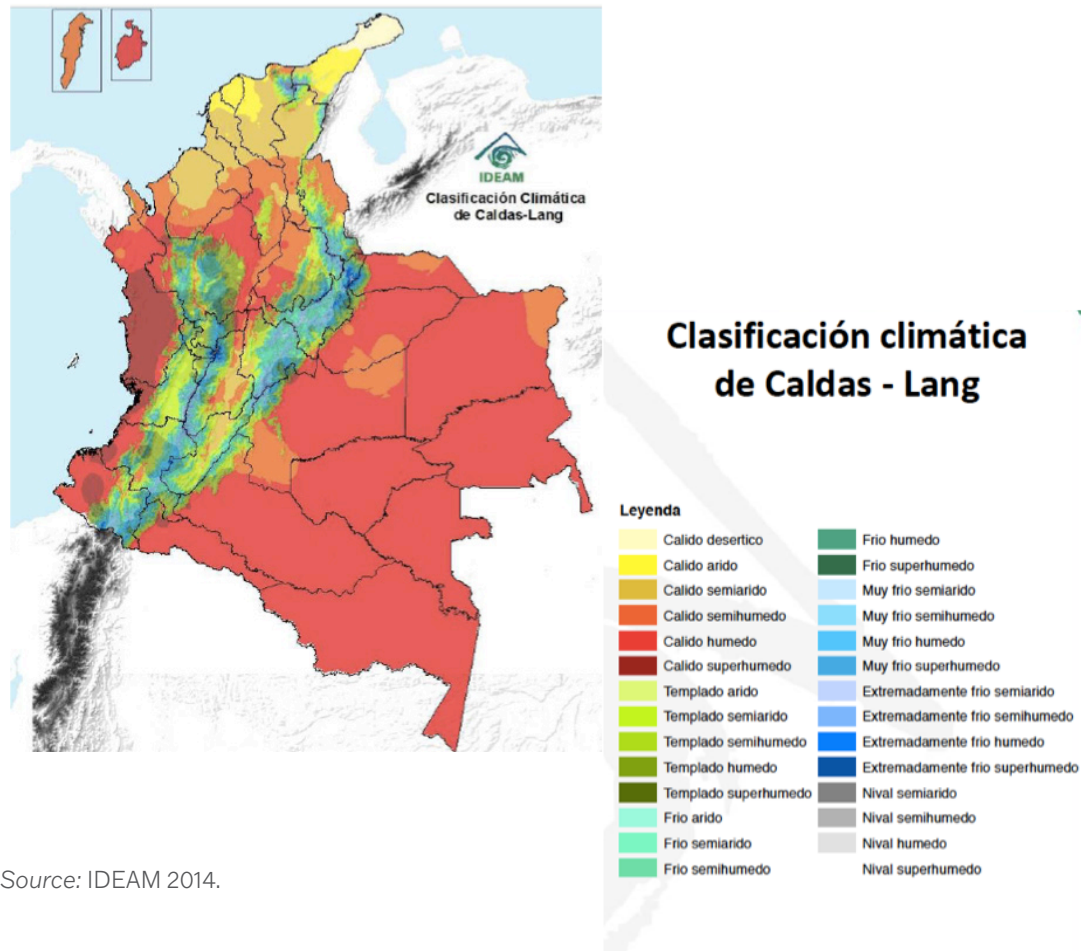 IDEAM
Clasificación Climática
de Caldas-Lang
Clasificación climática
de Caldas - Lang
Leyenda
Calido desertico
Calido arido
Calido semiarido
Calido semihumedo
Calido humedo
Calido superhumedo
Templado arido
Templado semiarido
Templado semihumedo
Templado humedo
Templado superhumedo
Frio arido
Frio semiarido
Frio semihumedo
Frio humedo
Frio superhumedo
Muy frio semiarido
Muy frio semihumedo
Muy frio humedo
Muy frio superhumedo
Extremadamente frio semiarido
Extremadamente frio semihumedo
Extremadamente frio humedo
Extremadamente frio superhumedo
Nival semiarido
Nival semihumedo
Nival humedo
Nival superhumedo
Source: IDEAM 2014.